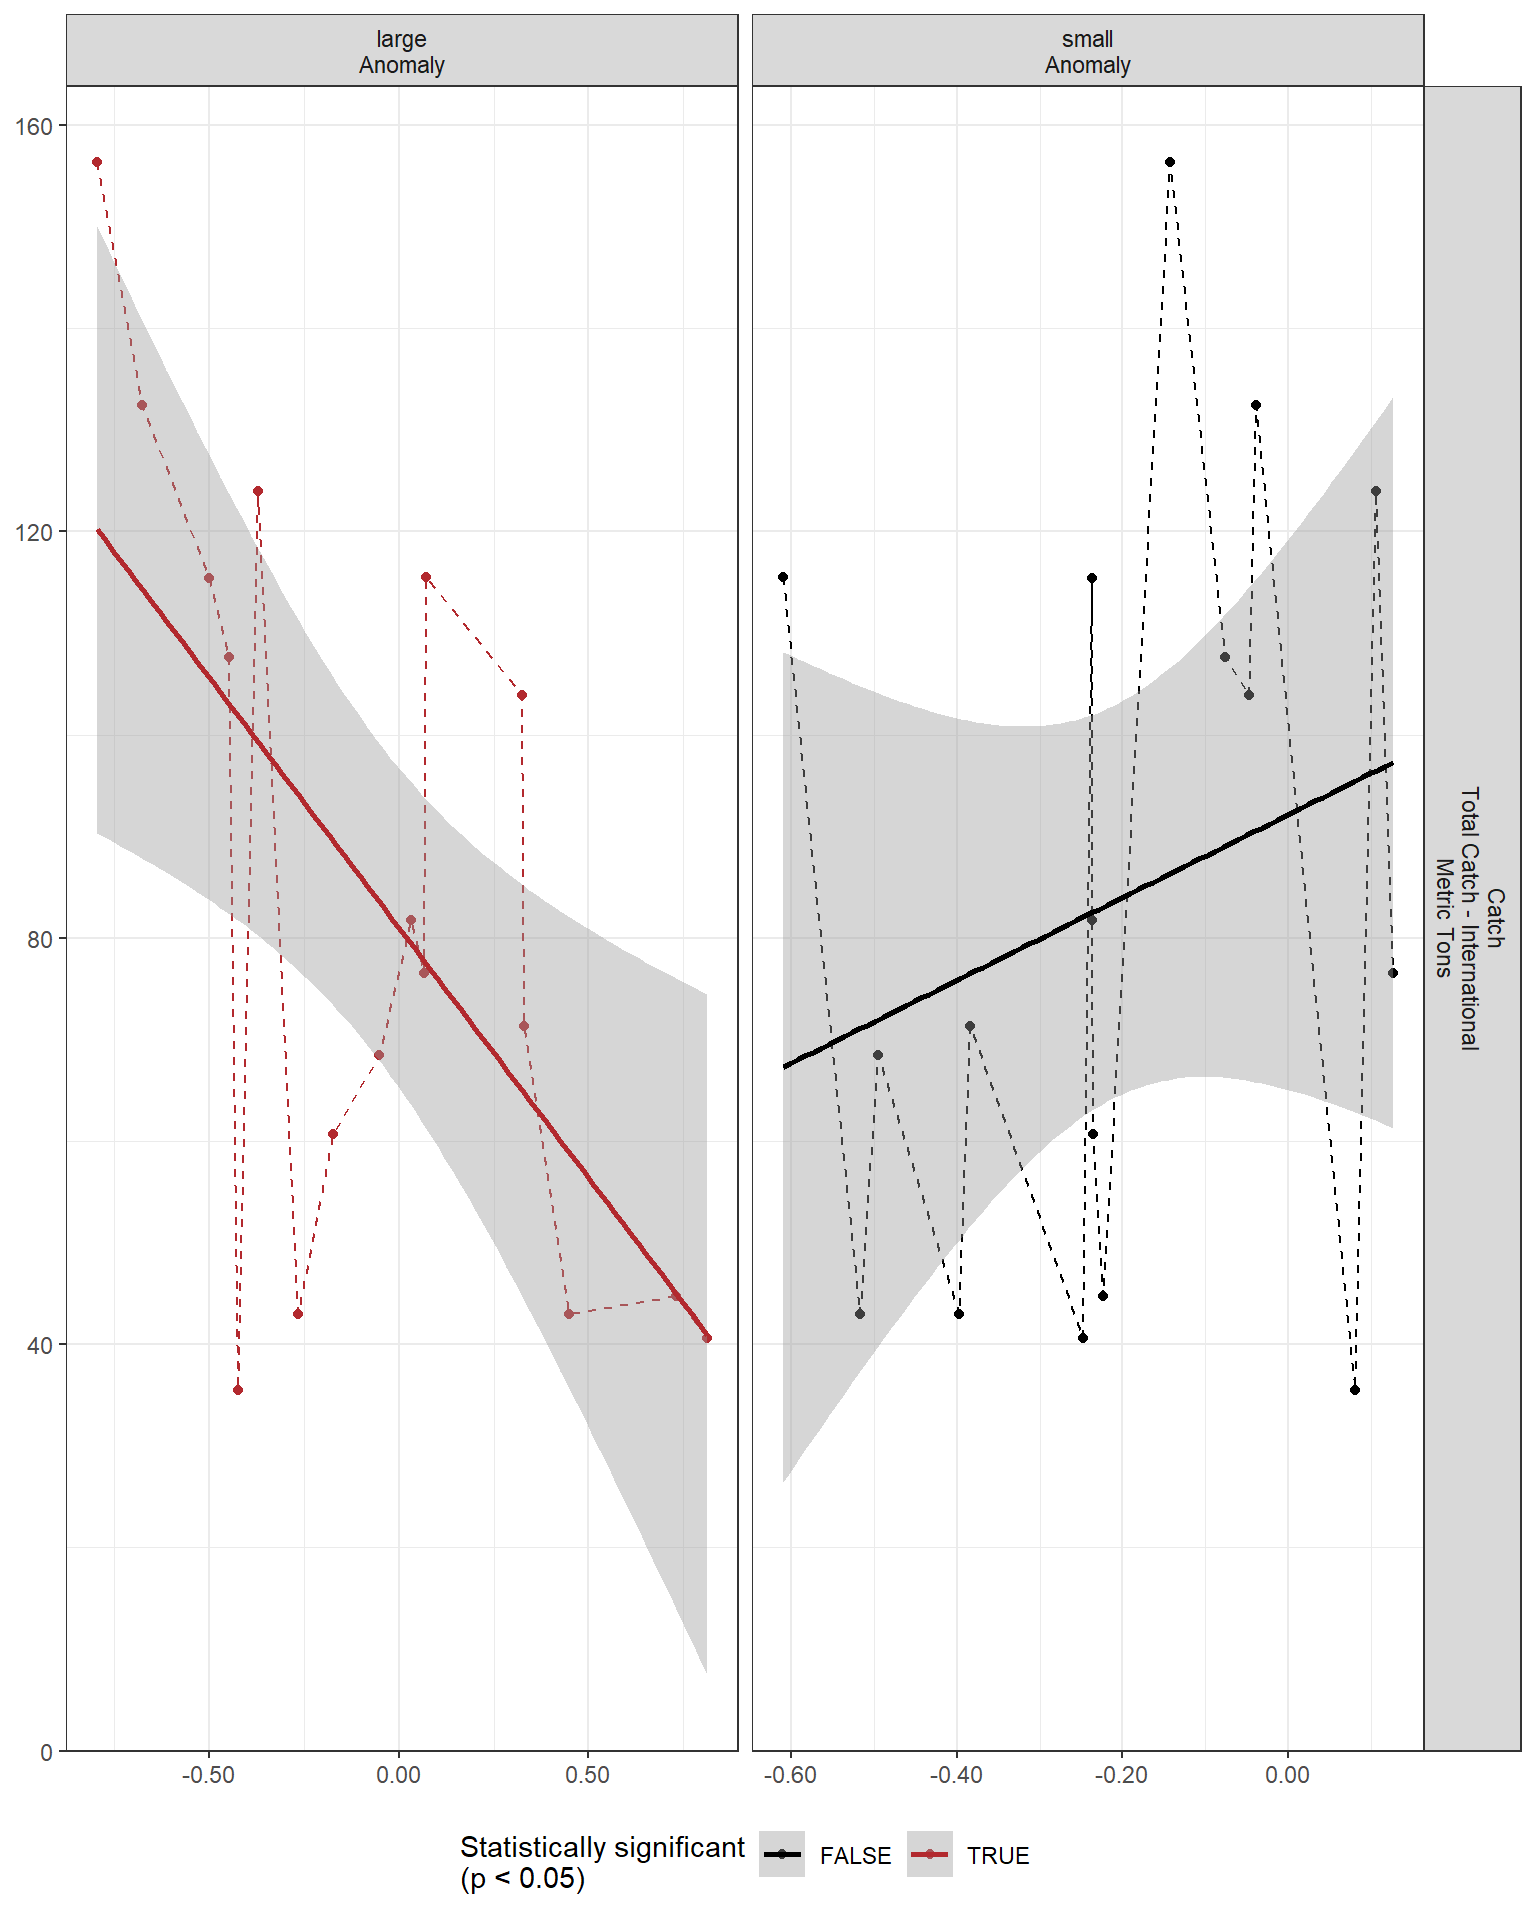 large
Anomaly
small
Anomaly
160
120
80
40
0
Catch
Total Catch - International
Metric Tons
-0.50
0.00
0.50
-0.60
-0.40
-0.20
0.00
Statistically significant
(p < 0.05)
FALSE
TRUE